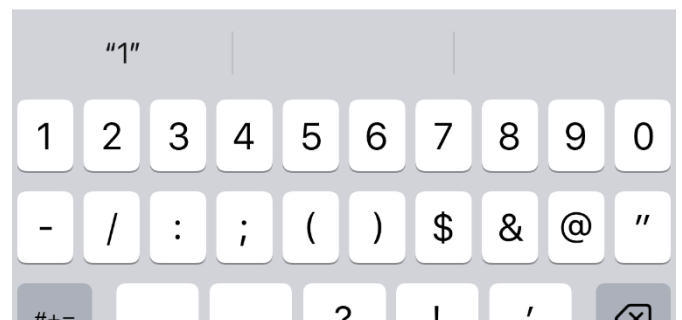 “1”
1 2 3 4 5 6 7 8 9 0
- / : ; ( ) $ & @ ”
#+= ? ! ’